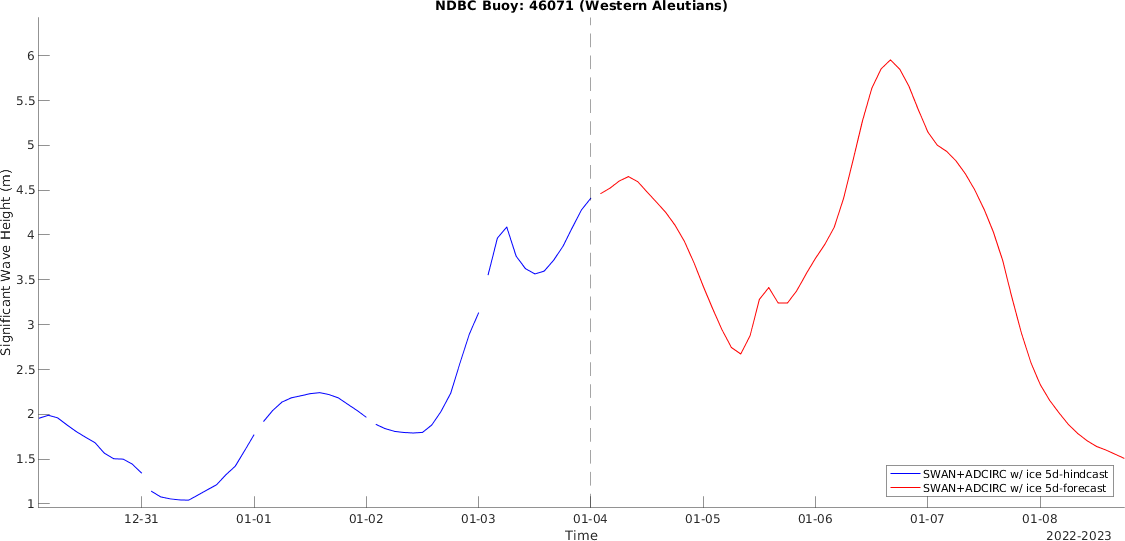 NDBC Buoy: 46071 (Western Aleutians)
6
5.5
5
4.5
4
3.5
3
2.5
2
1.5
1
Significant Wave Height (m)
SWAN+ADCIRC w/ ice 5d-hindcast
SWAN+ADCIRC w/ ice 5d-forecast
12-31 01-01 01-02 01-03 01-04 01-05 01-06 01-07 01-08
Time
2022-2023